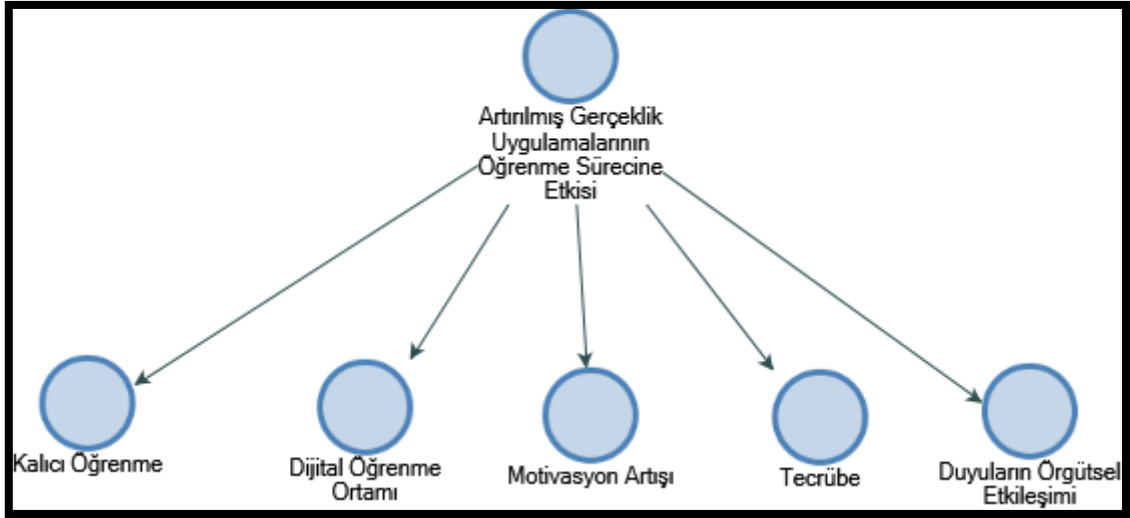 Artırılmış Gerçeklik
Uygulamalarının
Öğrenme Sürecine
Etkisi
Kalıcı Öğrenme
Dijital Öğrenme
Ortamı
Motivasyon Artışı
Tecrübe
Duyuların Örgütsel
Etkileşimi